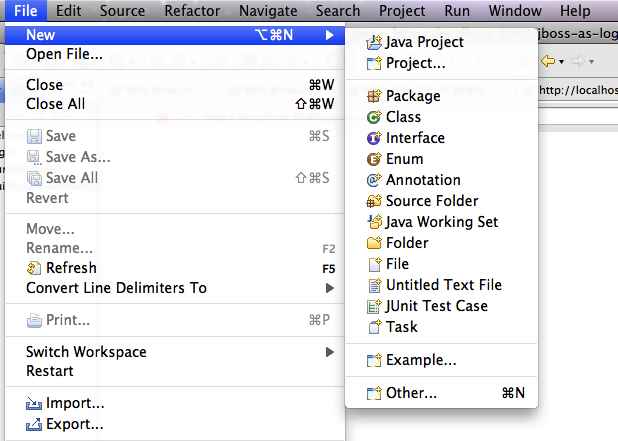 File Edit Source Refactor Navigate Search Project Run Window Help
New ⌥⌘N ▶
Open File...
Close ⌘W
Close All ⇧⌘W
Save ⌘S
Save As...
Save All ⇧⌘S
Revert
Move...
Rename... F2
Refresh F5
Convert Line Delimiters To ▶
Print... ⌘P
Switch Workspace ▶
Restart
Import...
Export...
Java Project
Project...
Package
Class
Interface
Enum
Annotation
Source Folder
Java Working Set
Folder
File
Untitled Text File
JUnit Test Case
Task
Example...
Other... ⌘N
jboss-as-log
http://localhos